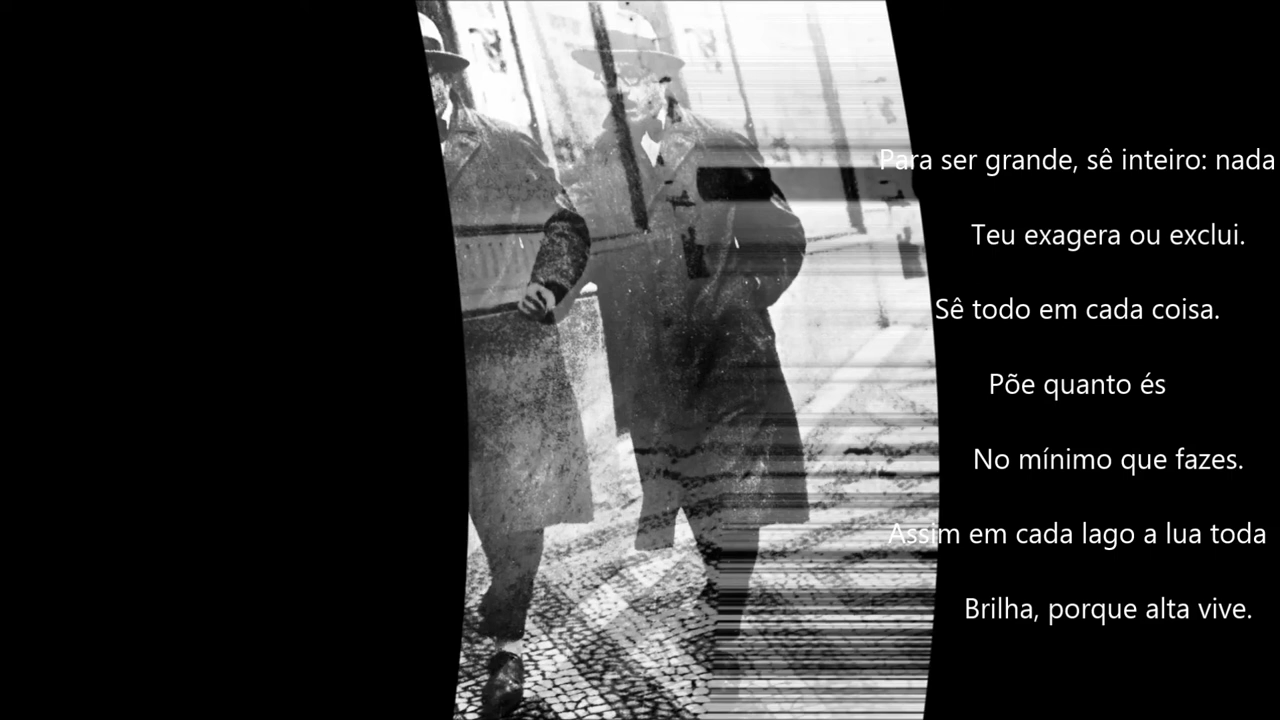 Para ser grande, sê inteiro: nada
Teu exagera ou exclui.
Sê todo em cada coisa.
Põe quanto és
No mínimo que fazes.
Assim em cada lago a lua toda
Brilha, porque alta vive.